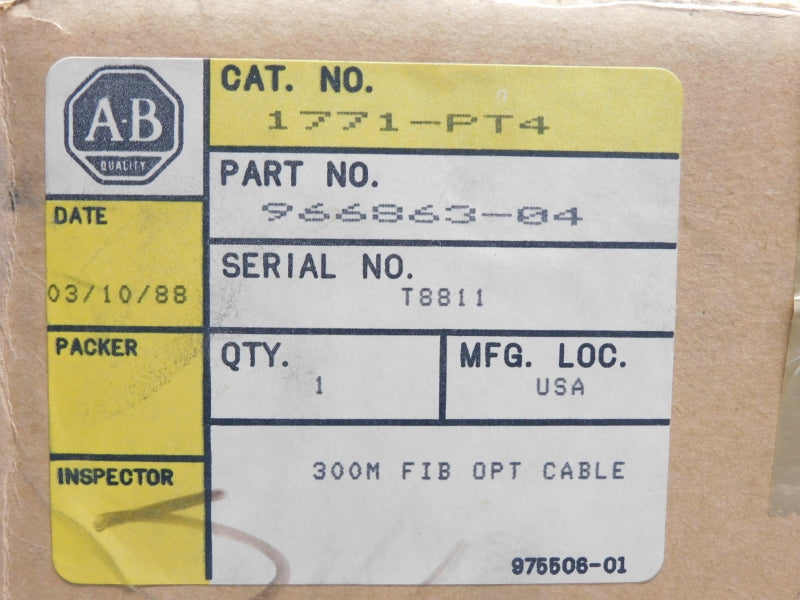 A·B
QUALITY
CAT. NO.
1771-PT4
PART NO.
966863-04
DATE
03/10/88
SERIAL NO.
T8811
PACKER
QTY.
1
MFG. LOC.
USA
INSPECTOR
300M FIB OPT CABLE
975506-01